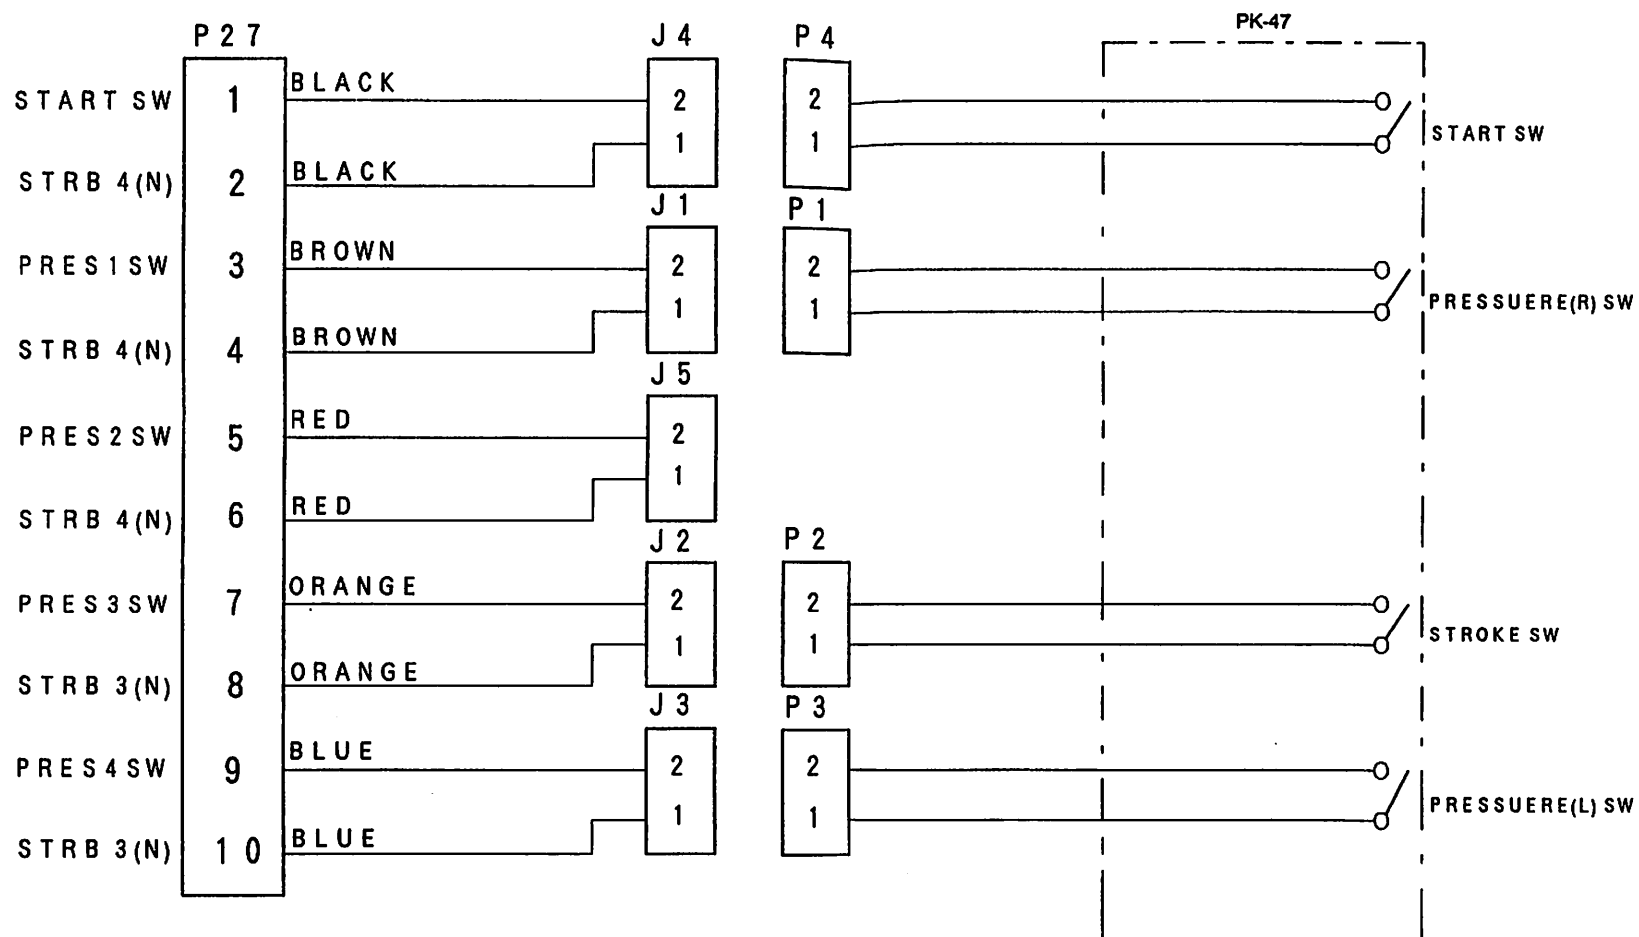 PK-47
P27 J4 P4
START SW 1 BLACK 2 2
1 1 START SW
STRB 4(N) 2 BLACK
J1 P1
PRES1SW 3 BROWN 2 2
1 1 PRESSUERE(R) SW
STRB 4(N) 4 BROWN
J5
PRES2SW 5 RED 2
1
STRB 4(N) 6 RED
J2 P2
PRES3SW 7 ORANGE 2 2
1 1 STROKE SW
STRB 3(N) 8 ORANGE
J3 P3
PRES4SW 9 BLUE 2 2
1 1 PRESSUERE(L) SW
STRB 3(N) 10 BLUE